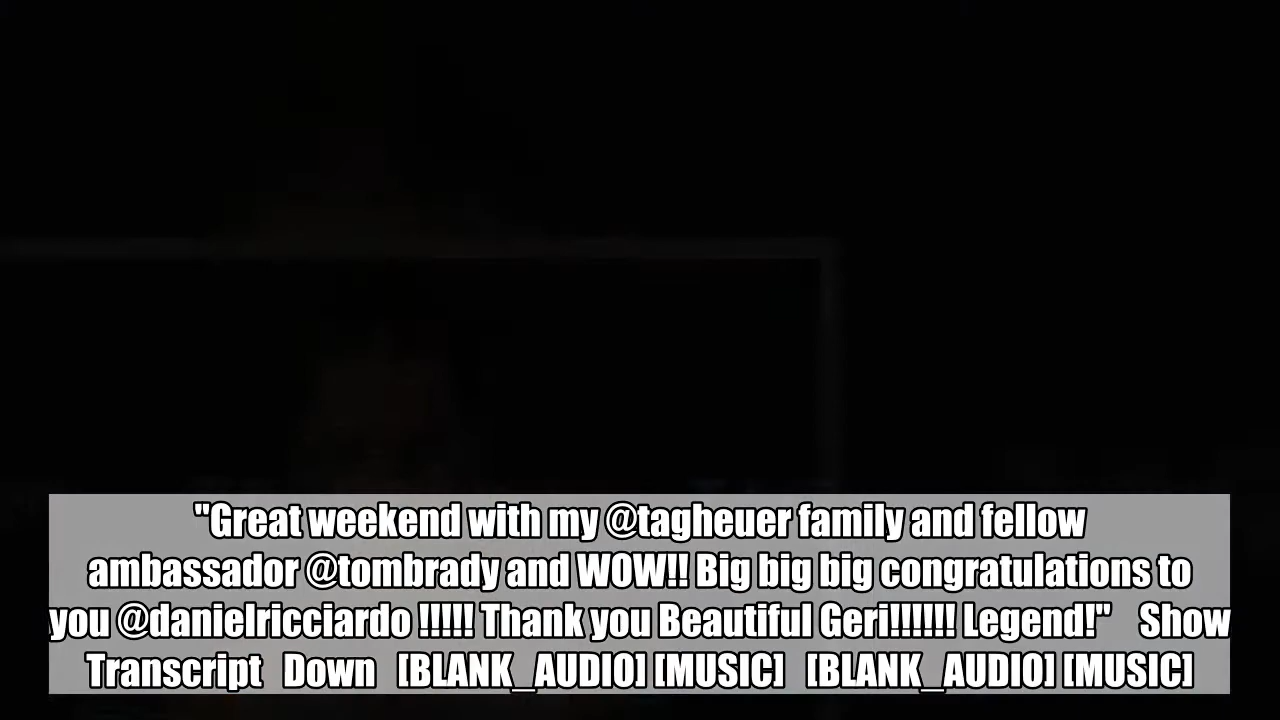 "Great weekend with my @tagheuer family and fellow
ambassador @tombrady and WOW!! Big big big congratulations to
you @danielricciardo !!!!! Thank you Beautiful Geri!!!!!! Legend!" Show
Transcript Down [BLANK_AUDIO] [MUSIC] [BLANK_AUDIO] [MUSIC]